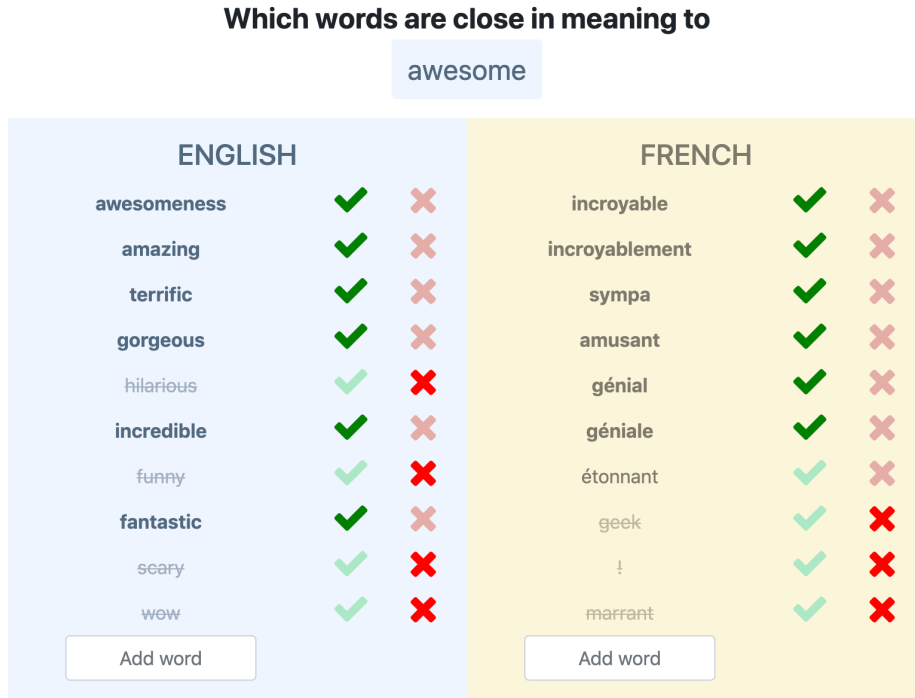 Which words are close in meaning to
awesome
ENGLISH
awesomeness
amazing
terrific
gorgeous
hilarious
incredible
funny
fantastic
scary
wow
Add word
FRENCH
incroyable
incroyablement
sympa
amusant
génial
géniale
étonnant
geek
!
marrant
Add word